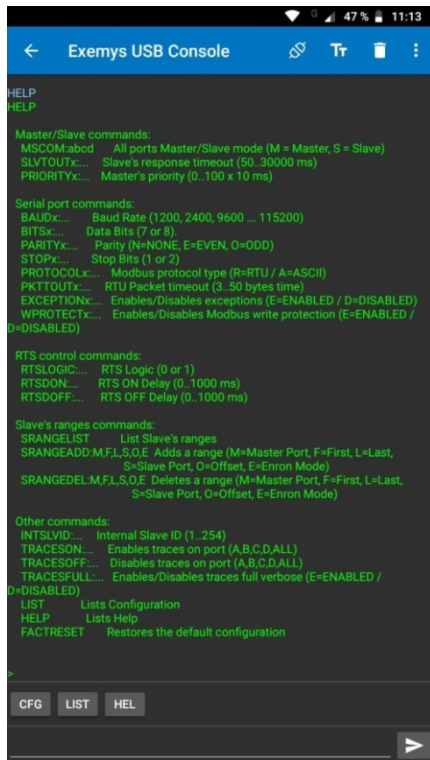 G 47 % 11:13
Exemys USB Console
HELP
HELP
Master/Slave commands:
MSCOM:abcd All ports Master/Slave mode (M = Master, S = Slave)
SLVTOUTx:... Slave's response timeout (50..30000 ms)
PRIORITYx:... Master's priority (0..100 x 10 ms)
Serial port commands:
BAUDx:... Baud Rate (1200, 2400, 9600 ... 115200)
BITSx:... Data Bits (7 or 8).
PARITYx:... Parity (N=NONE, E=EVEN, O=ODD)
STOPx:... Stop Bits (1 or 2)
PROTOCOLx:... Modbus protocol type (R=RTU / A=ASCII)
PKTTOUTx:... RTU Packet timeout (3..50 bytes time)
EXCEPTIONx:... Enables/Disables exceptions (E=ENABLED / D=DISABLED)
WPROTECTx:... Enables/Disables Modbus write protection (E=ENABLED /
D=DISABLED)
RTS control commands:
RTSLOGIC:... RTS Logic (0 or 1)
RTSDON:... RTS ON Delay (0..1000 ms)
RTSDOFF:... RTS OFF Delay (0..1000 ms)
Slave's ranges commands:
SRANGELIST List Slave's ranges
SRANGEADD:M,F,L,S,O,E Adds a range (M=Master Port, F=First, L=Last,
S=Slave Port, O=Offset, E=Enron Mode)
SRANGEDEL:M,F,L,S,O,E Deletes a range (M=Master Port, F=First, L=Last,
S=Slave Port, O=Offset, E=Enron Mode)
Other commands:
INTSLVID:... Internal Slave ID (1..254)
TRACESON:... Enables traces on port (A,B,C,D,ALL)
TRACESOFF:... Disables traces on port (A,B,C,D,ALL)
TRACESFULL:... Enables/Disables traces full verbose (E=ENABLED /
D=DISABLED)
LIST Lists Configuration
HELP Lists Help
FACTRESET Restores the default configuration
>
CFG LIST HEL